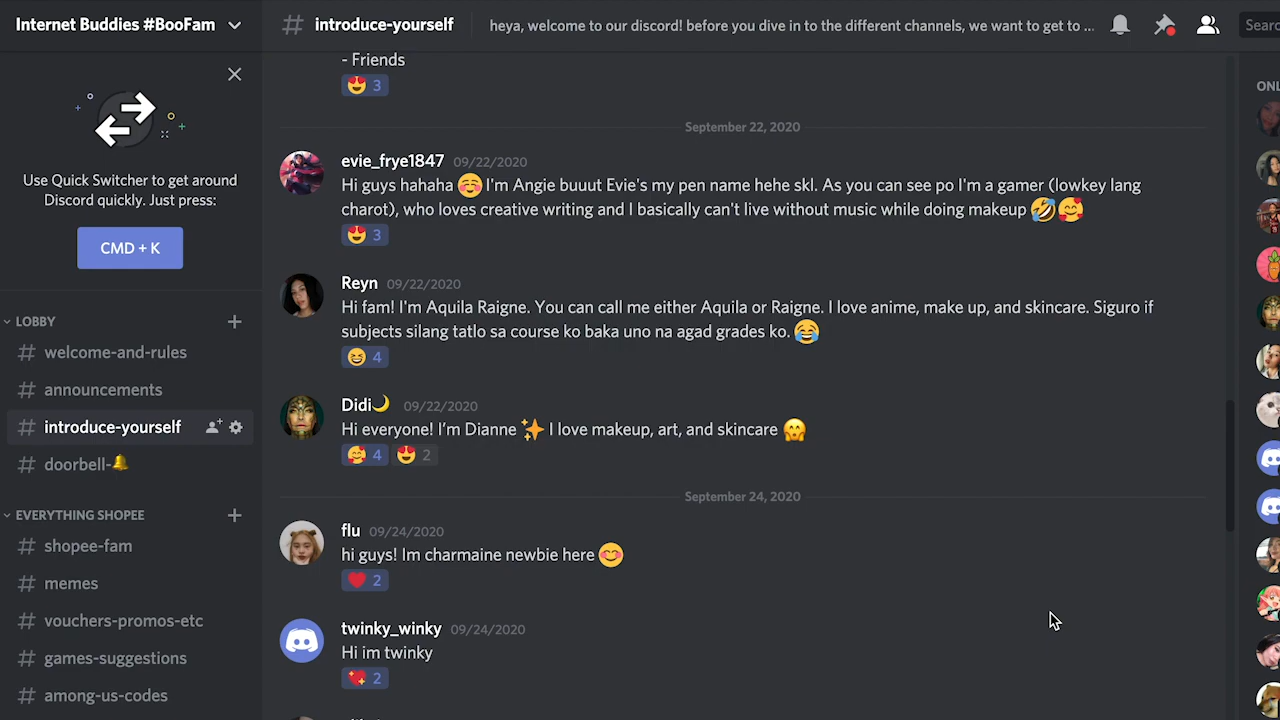 Internet Buddies #BooFam
introduce-yourself
heya, welcome to our discord! before you dive in to the different channels, we want to get to ...
Use Quick Switcher to get around
Discord quickly. Just press:
CMD + K
LOBBY
welcome-and-rules
announcements
introduce-yourself
doorbell-🔔
EVERYTHING SHOPEE
shopee-fam
memes
vouchers-promos-etc
games-suggestions
among-us-codes
- Friends
😍 3
September 22, 2020
evie_frye1847 09/22/2020
Hi guys hahaha ☺️ I'm Angie buuut Evie's my pen name hehe skl. As you can see po I'm a gamer (lowkey lang
charot), who loves creative writing and I basically can't live without music while doing makeup 🤣🥰
😍 3
Reyn 09/22/2020
Hi fam! I'm Aquila Raigne. You can call me either Aquila or Raigne. I love anime, make up, and skincare. Siguro if
subjects silang tatlo sa course ko baka uno na agad grades ko. 😂
😆 4
Didi🌙 09/22/2020
Hi everyone! I’m Dianne ✨ I love makeup, art, and skincare 🤗
🥰 4 😍 2
September 24, 2020
flu 09/24/2020
hi guys! Im charmaine newbie here 😊
❤️ 2
twinky_winky 09/24/2020
Hi im twinky
💖 2